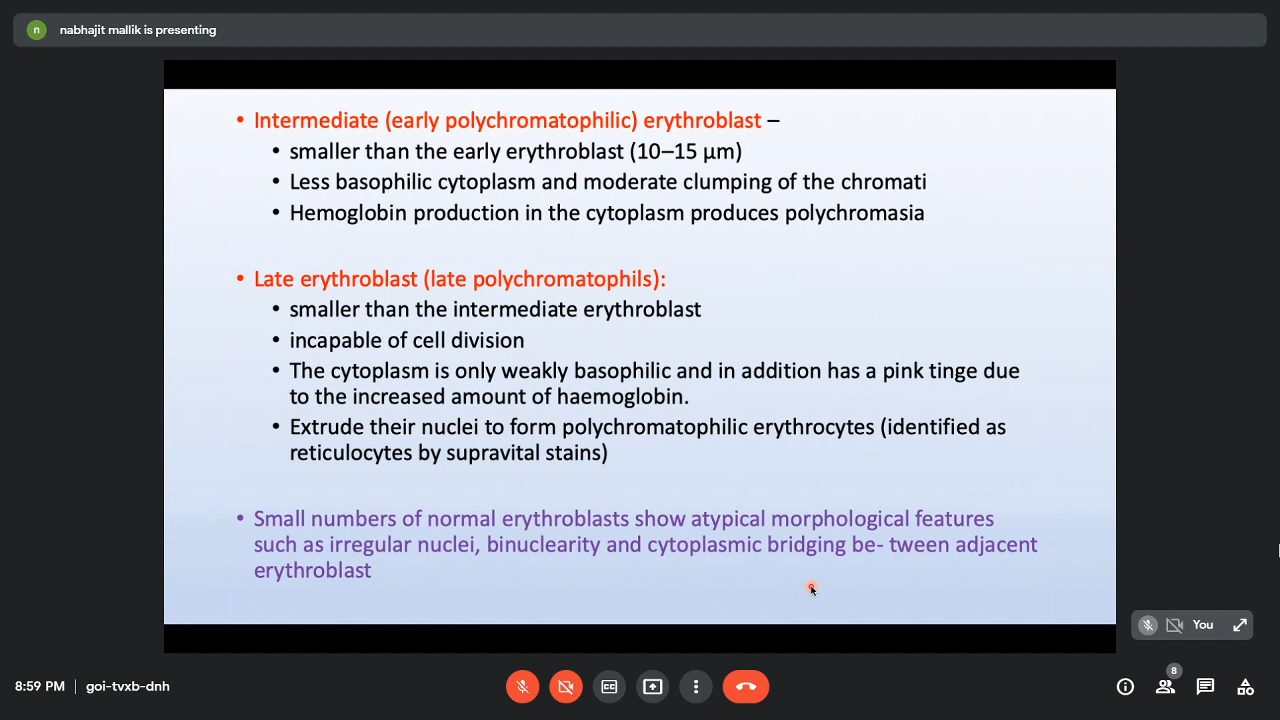 n nabhajit mallik is presenting
• Intermediate (early polychromatophilic) erythroblast –
• smaller than the early erythroblast (10–15 μm)
• Less basophilic cytoplasm and moderate clumping of the chromati
• Hemoglobin production in the cytoplasm produces polychromasia
• Late erythroblast (late polychromatophils):
• smaller than the intermediate erythroblast
• incapable of cell division
• The cytoplasm is only weakly basophilic and in addition has a pink tinge due
to the increased amount of haemoglobin.
• Extrude their nuclei to form polychromatophilic erythrocytes (identified as
reticulocytes by supravital stains)
• Small numbers of normal erythroblasts show atypical morphological features
such as irregular nuclei, binuclearity and cytoplasmic bridging be- tween adjacent
erythroblast
You
8:59 PM | goi-tvxb-dnh
8